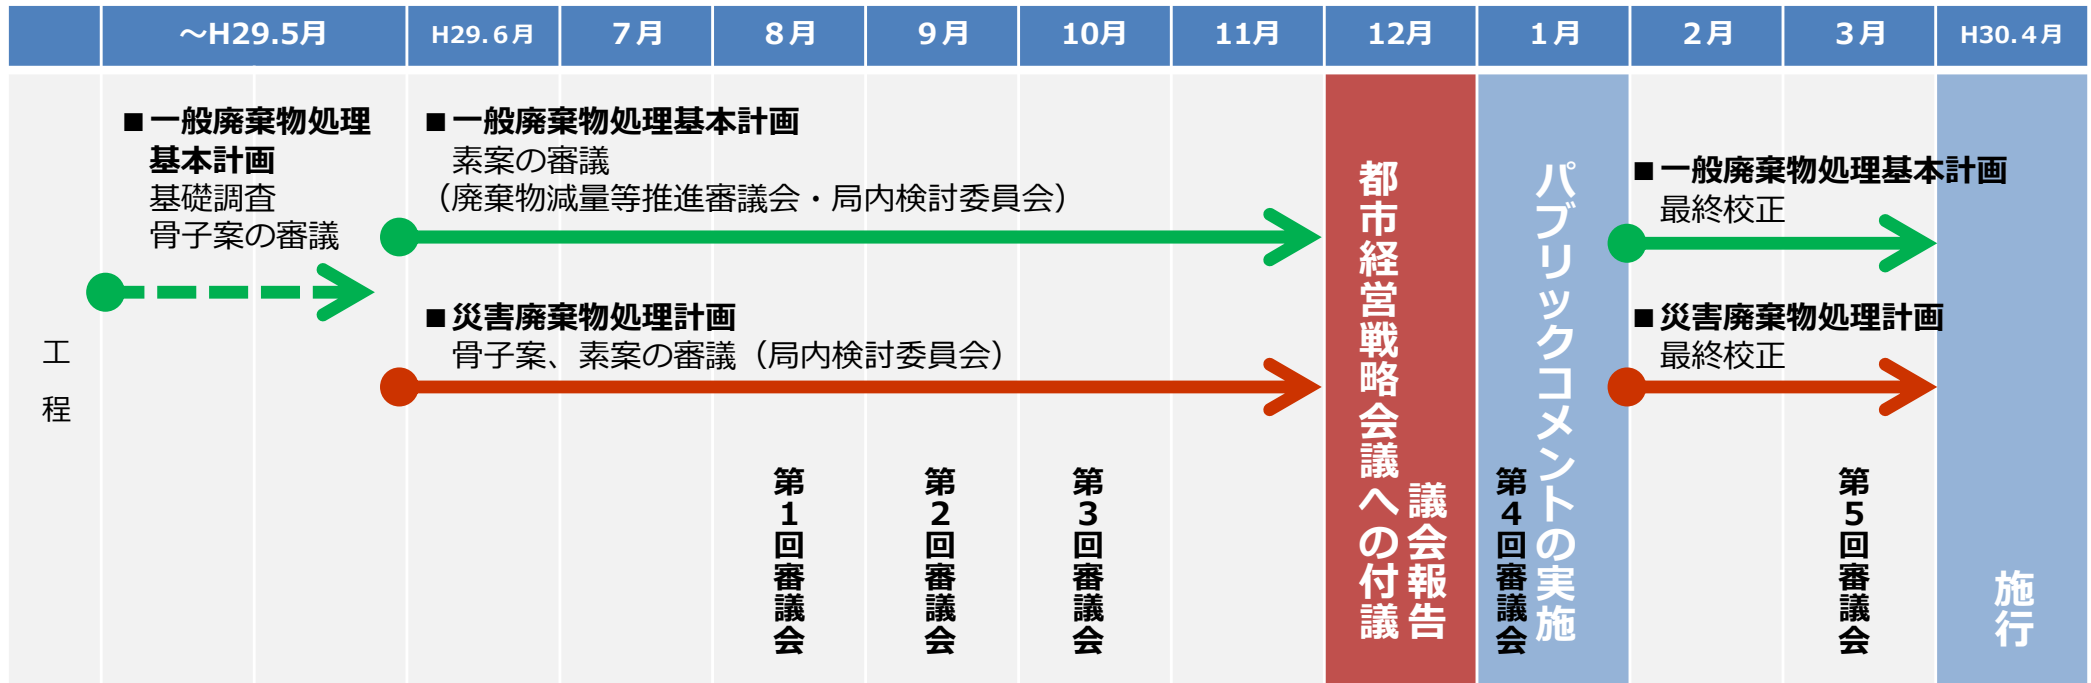 ～H29.5月
H29.６月
７月
８月
９月
10月
11月
12月
１月
２月
３月
H30.４月
工程
■一般廃棄物処理
基本計画
基礎調査
骨子案の審議
■一般廃棄物処理基本計画
素案の審議
（廃棄物減量等推進審議会・局内検討委員会）
■災害廃棄物処理計画
骨子案、素案の審議（局内検討委員会）
第１回審議会
第２回審議会
第３回審議会
都市経営戦略会議への付議
議会報告
パブリックコメントの実施
第４回審議会
■一般廃棄物処理基本計画
最終校正
■災害廃棄物処理計画
最終校正
第５回審議会
施行